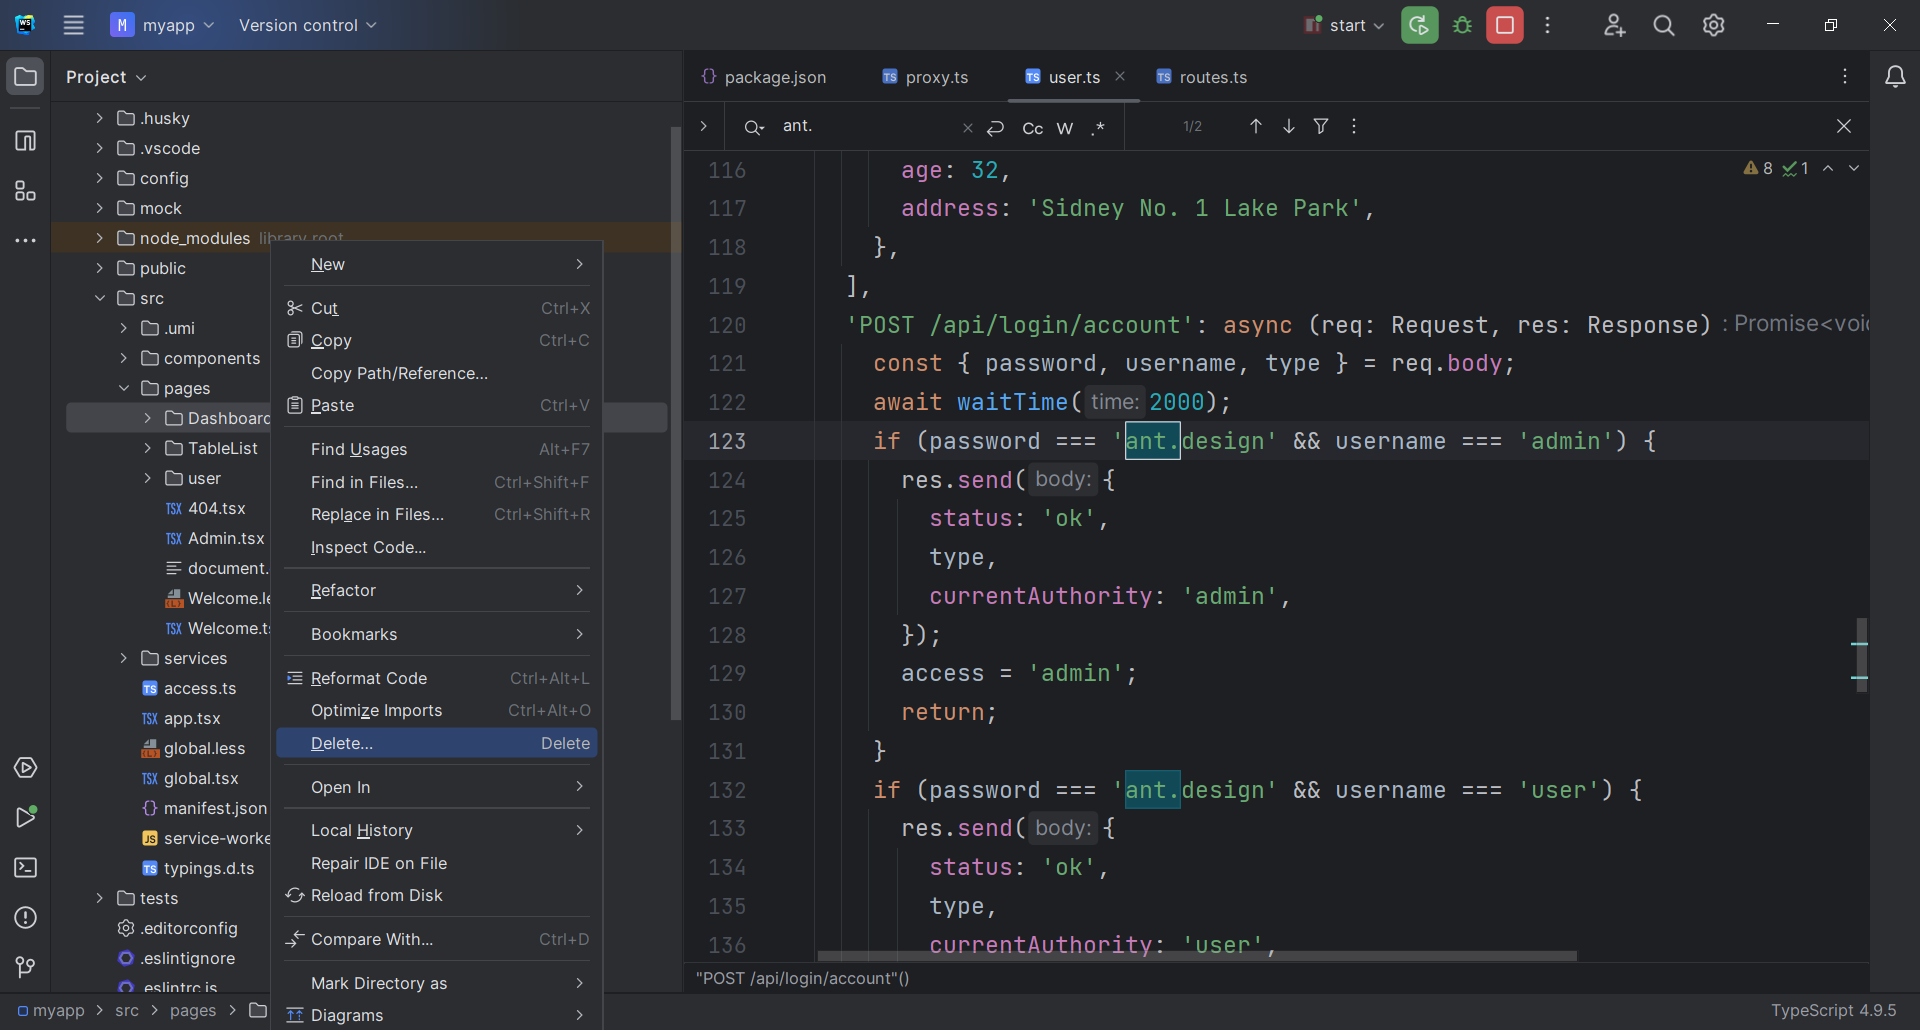 M myapp Version control start
Project
package.json proxy.ts user.ts routes.ts
.husky
.vscode
config
mock
node_modules library root
public
src
.umi
components
pages
Dashboard
TableList
user
404.tsx
Admin.tsx
document.
Welcome.le
Welcome.ts
services
access.ts
app.tsx
global.less
global.tsx
manifest.json
service-worke
typings.d.ts
tests
.editorconfig
.eslintignore
.eslintrc.js
New
Cut Ctrl+X
Copy Ctrl+C
Copy Path/Reference...
Paste Ctrl+V
Find Usages Alt+F7
Find in Files... Ctrl+Shift+F
Replace in Files... Ctrl+Shift+R
Inspect Code...
Refactor
Bookmarks
Reformat Code Ctrl+Alt+L
Optimize Imports Ctrl+Alt+O
Delete... Delete
Open In
Local History
Repair IDE on File
Reload from Disk
Compare With... Ctrl+D
Mark Directory as
Diagrams
ant. Cc W .* 1/2
8 1
116 age: 32,
117 address: 'Sidney No. 1 Lake Park',
118 },
119 ],
120 'POST /api/login/account': async (req: Request, res: Response) : Promise<voi
121 const { password, username, type } = req.body;
122 await waitTime( time: 2000);
123 if (password === 'ant.design' && username === 'admin') {
124 res.send( body: {
125 status: 'ok',
126 type,
127 currentAuthority: 'admin',
128 });
129 access = 'admin';
130 return;
131 }
132 if (password === 'ant.design' && username === 'user') {
133 res.send( body: {
134 status: 'ok',
135 type,
136 currentAuthority: 'user',
"POST /api/login/account"()
myapp > src > pages >
TypeScript 4.9.5